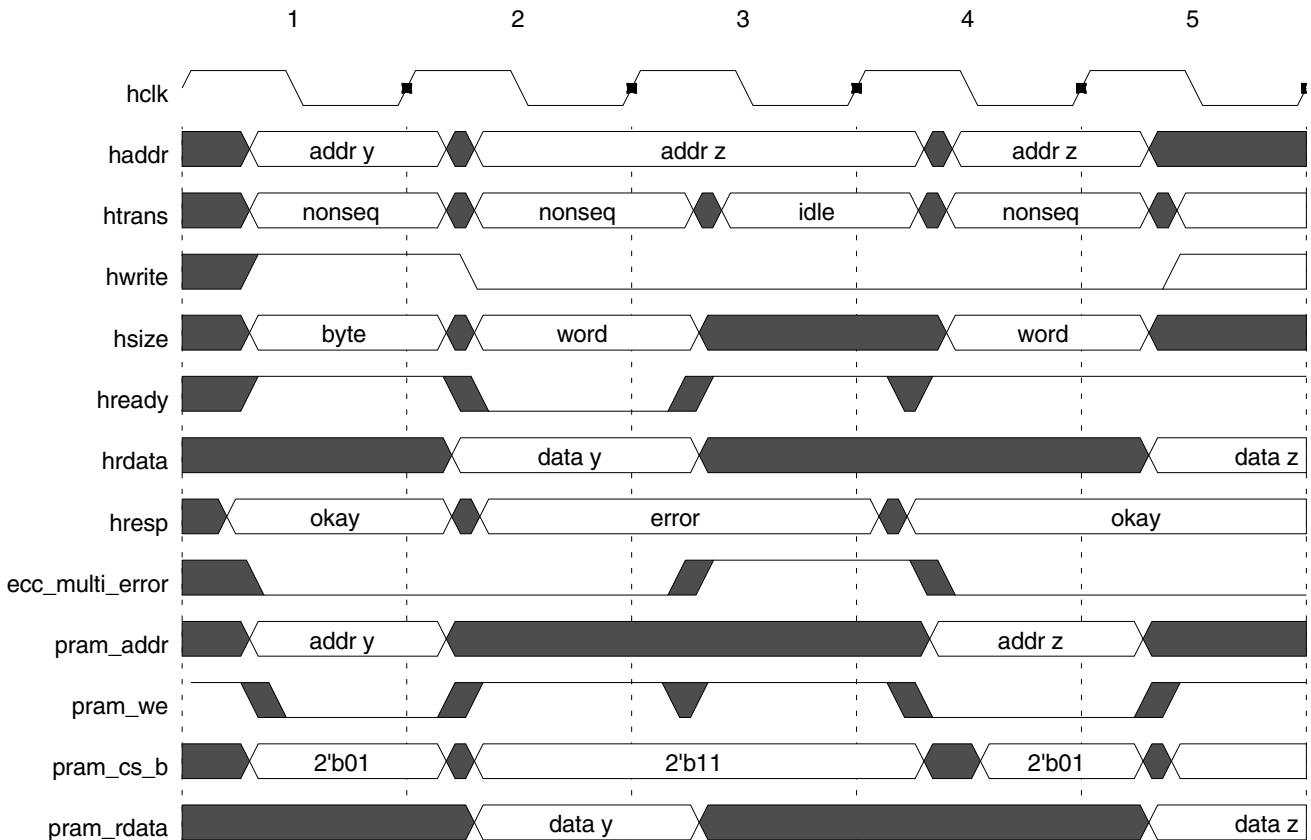 1 2 3 4 5
hclk
haddr addr y addr z addr z
htrans nonseq nonseq idle nonseq
hwrite
hsize byte word word
hready
hrdata data y data z
hresp okay error okay
ecc_multi_error
pram_addr addr y addr z
pram_we
pram_cs_b 2'b01 2'b11 2'b01
pram_rdata data y data z